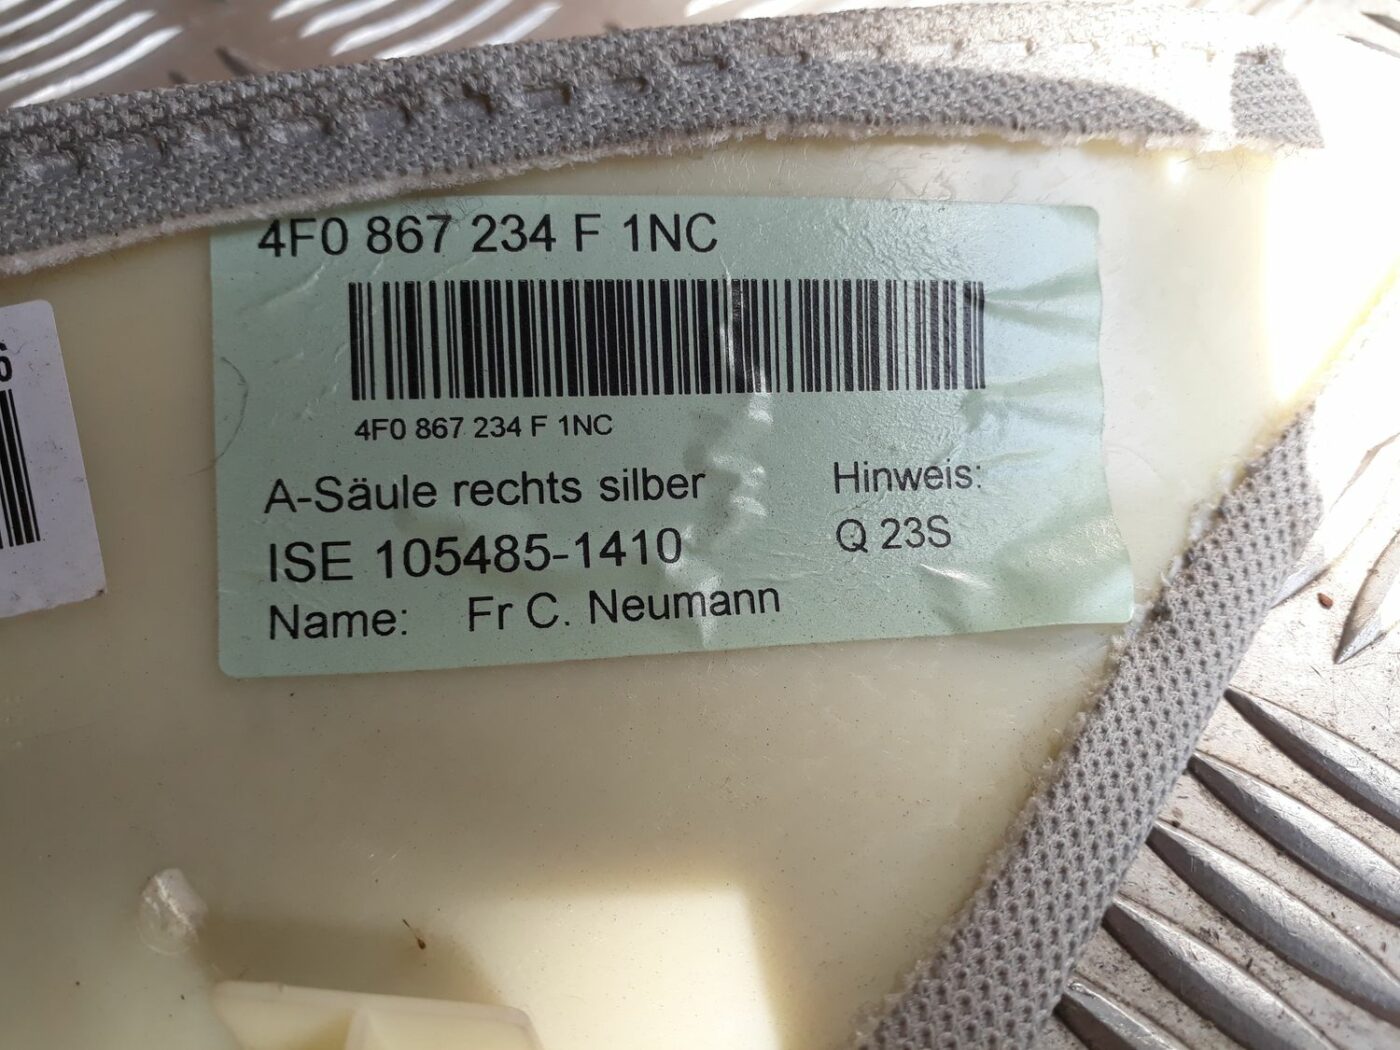 4F0 867 234 F 1NC
4F0 867 234 F 1NC
A-Säule rechts silber
Hinweis:
ISE 105485-1410
Q 23S
Name: Fr C. Neumann
6